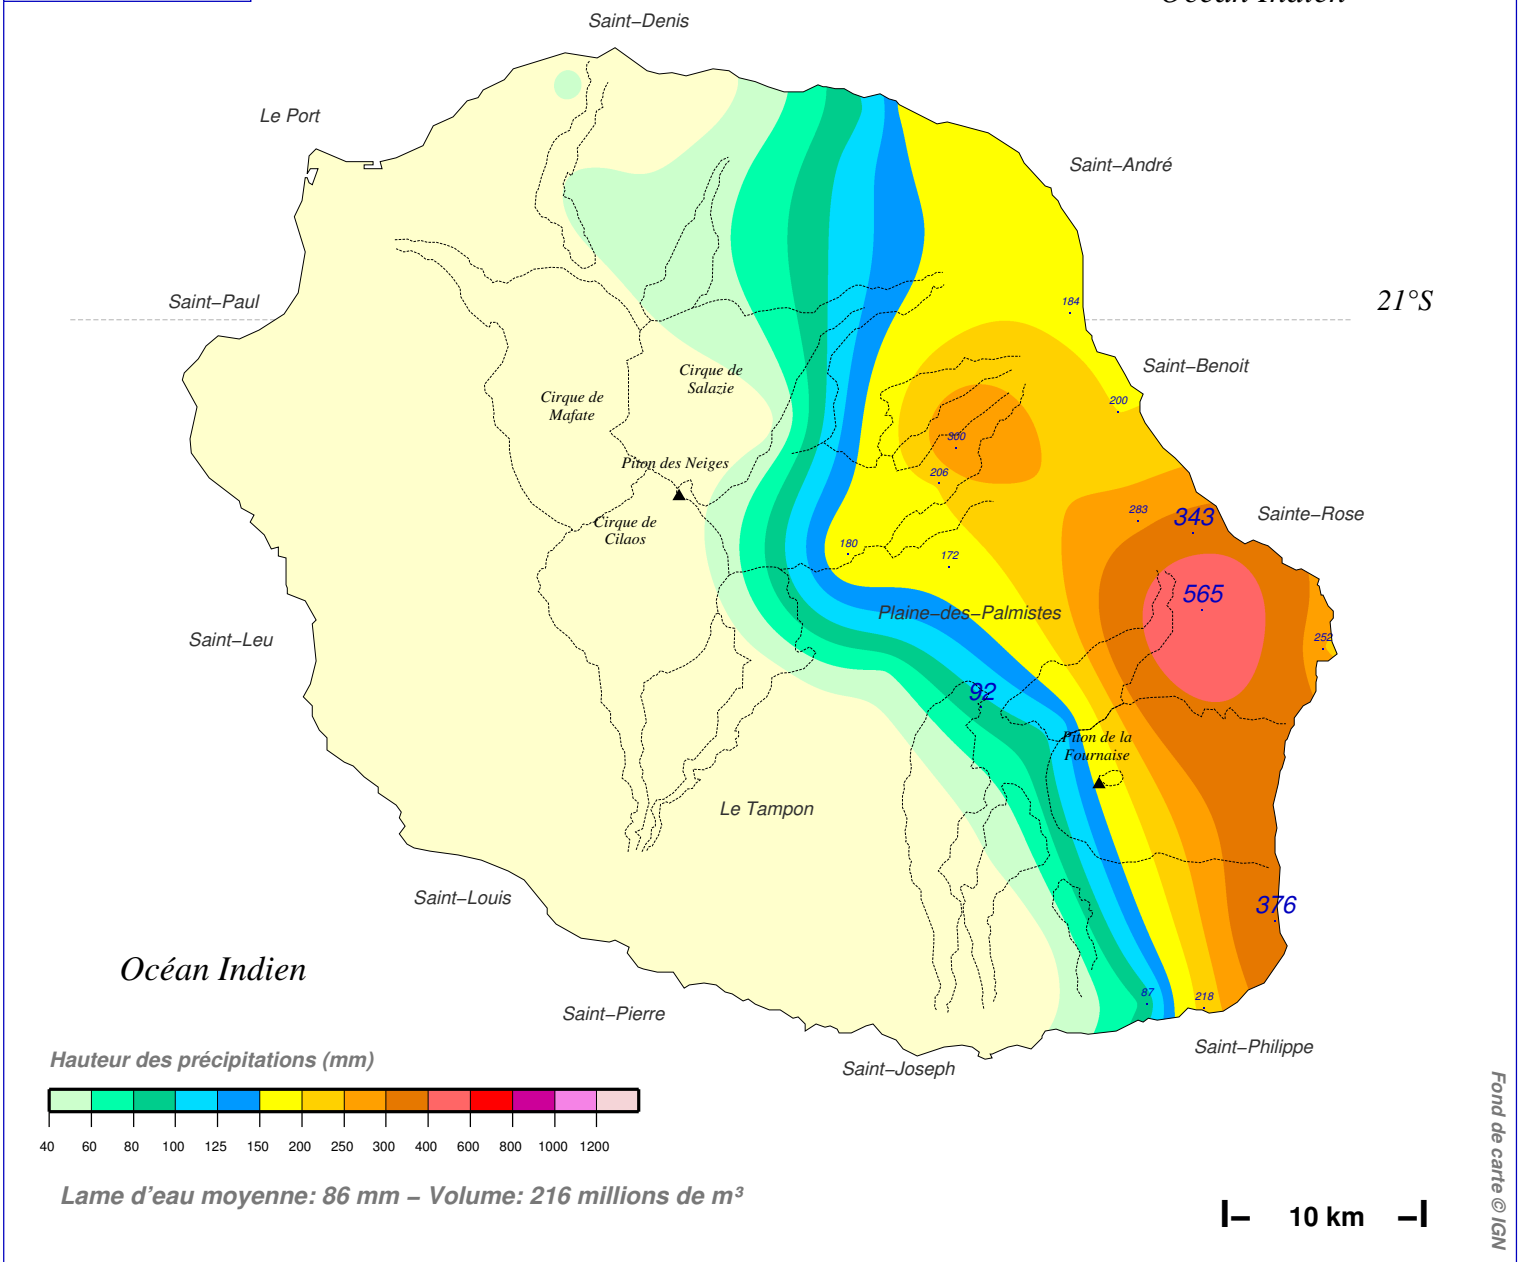 Saint–Denis
Le Port
Saint–André
Saint–Paul
184
21°S
Saint–Benoit
Cirque de
Salazie
Cirque de
Mafate
200
300
206
Piton des Neiges
283
343
Sainte–Rose
Cirque de
Cilaos
180
172
565
Plaine–des–Palmistes
252
Saint–Leu
92
Piton de la
Fournaise
Le Tampon
Saint–Louis
376
Océan Indien
87
218
Saint–Pierre
Saint–Philippe
Saint–Joseph
Hauteur des précipitations (mm)
40 60 80 100 125 150 200 250 300 400 600 800 1000 1200
Lame d'eau moyenne: 86 mm – Volume: 216 millions de m³
10 km
Fond de carte © IGN